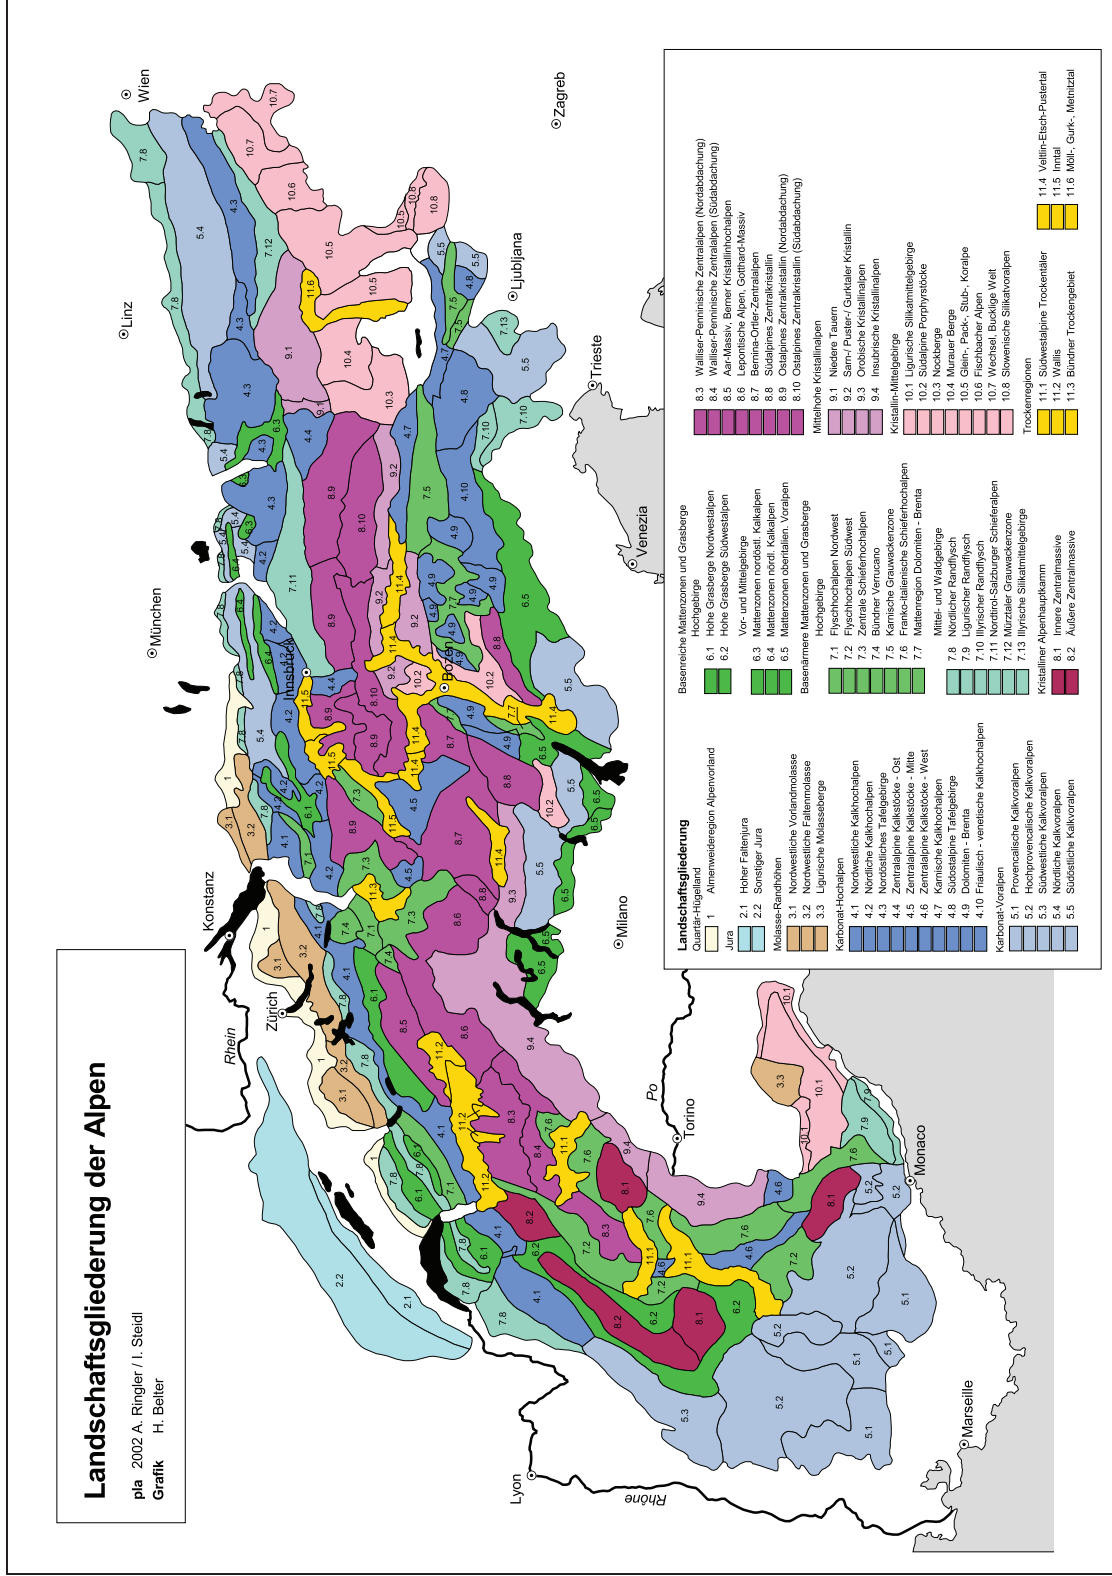 Landschaftsgliederung der Alpen
pla 2002 A. Ringler / I. Steidl
Grafik H. Belter
Wien
Linz
Zagreb
Ljubljana
Trieste
München
Venezia
Innsbruck
Bozen
Konstanz
Zürich
Rhein
Milano
Po
Torino
Monaco
Lyon
Rhône
Marseille
Landschaftsgliederung
Quartär-Hügelland
1 Almenweideregion Alpenvorland
Jura
2.1 Hoher Faltenjura
2.2 Sonstiger Jura
Molasse-Randhöhen
3.1 Nordwestliche Vorlandmolasse
3.2 Nordwestliche Faltenmolasse
3.3 Ligurische Molasseberge
Karbonat-Hochalpen
4.1 Nordwestliche Kalkhochalpen
4.2 Nördliche Kalkhochalpen
4.3 Nordöstliches Tafelgebirge
4.4 Zentralalpine Kalkstöcke - Ost
4.5 Zentralalpine Kalkstöcke - Mitte
4.6 Zentralalpine Kalkstöcke - West
4.7 Karnische Kalkhochalpen
4.8 Südostalpine Tafelgebirge
4.9 Dolomiten - Brenta
4.10 Friaulisch - venetische Kalkhochalpen
Karbonat-Voralpen
5.1 Provencalische Kalkvoralpen
5.2 Hochprovencalische Kalkvoralpen
5.3 Südwestliche Kalkvoralpen
5.4 Nördliche Kalkvoralpen
5.5 Südöstliche Kalkvoralpen
Basenreiche Mattenzonen und Grasberge
Hochgebirge
6.1 Hohe Grasberge Nordwestalpen
6.2 Hohe Grasberge Südwestalpen
Vor- und Mittelgebirge
6.3 Mattenzonen nordöstl. Kalkalpen
6.4 Mattenzonen nördl. Kalkalpen
6.5 Mattenzonen oberitalien. Voralpen
Basenärmere Mattenzonen und Grasberge
Hochgebirge
7.1 Flyschhochalpen Nordwest
7.2 Flyschhochalpen Südwest
7.3 Zentrale Schieferhochalpen
7.4 Bündner Verrucano
7.5 Karnische Grauwackenzone
7.6 Franko-Italienische Schieferhochalpen
7.7 Mattenregion Dolomiten - Brenta
Mittel- und Waldgebirge
7.8 Nördlicher Randflysch
7.9 Ligurischer Randflysch
7.10 Illyrischer Randflysch
7.11 Nordtirol-Salzburger Schieferalpen
7.12 Mürztaler Grauwackenzone
7.13 Illyrische Silikatmittelgebirge
Kristalliner Alpenhauptkamm
8.1 Innere Zentralmassive
8.2 Äußere Zentralmassive
8.3 Walliser-Penninische Zentralalpen (Nordabdachung)
8.4 Walliser-Penninische Zentralalpen (Südabdachung)
8.5 Aar-Massiv, Berner Kristallinhochalpen
8.6 Lepontische Alpen, Gotthard-Massiv
8.7 Bernina-Ortler-Zentralalpen
8.8 Südalpines Zentralkristallin
8.9 Ostalpines Zentralkristallin (Nordabdachung)
8.10 Ostalpines Zentralkristallin (Südabdachung)
Mittelhohe Kristallinalpen
9.1 Niedere Tauern
9.2 Sarn-/ Puster-/ Gurktaler Kristallin
9.3 Orobische Kristallinalpen
9.4 Insubrische Kristallinalpen
Kristallin-Mittelgebirge
10.1 Ligurische Silikatmittelgebirge
10.2 Südalpine Porphyrstöcke
10.3 Nockberge
10.4 Murauer Berge
10.5 Glein-, Pack-, Stub-, Koralpe
10.6 Fischbacher Alpen
10.7 Wechsel, Bucklige Welt
10.8 Slowenische Silikatvoralpen
Trockenregionen
11.1 Südwestalpine Trockentäler
11.2 Wallis
11.3 Bündner Trockengebiet
11.4 Veltlin-Etsch-Pustertal
11.5 Inntal
11.6 Möll-, Gurk-, Metnitztal